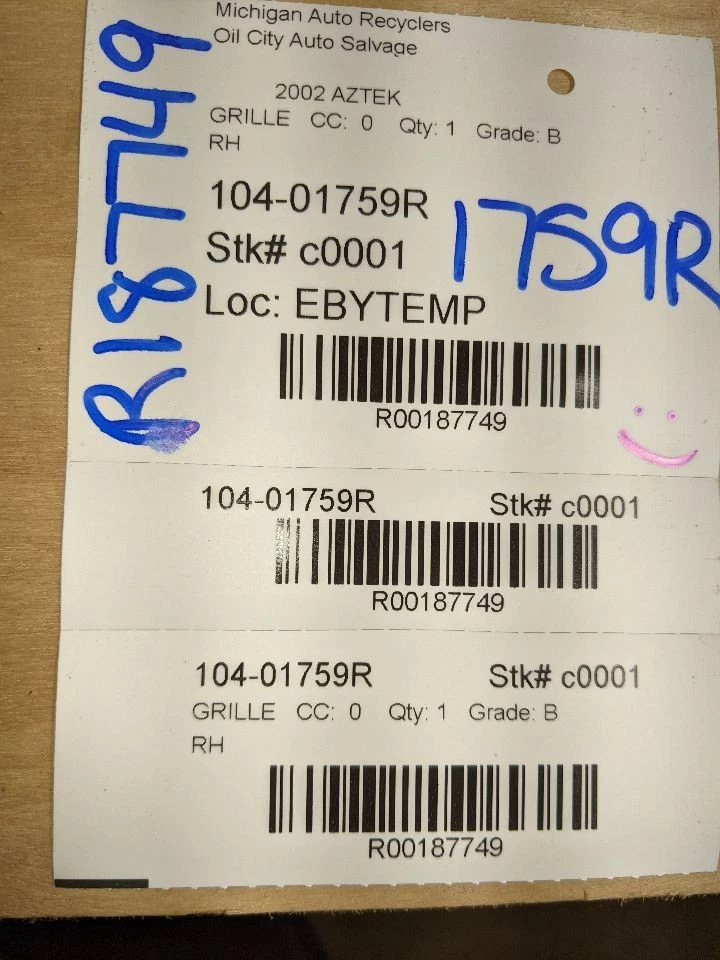 Michigan Auto Recyclers
Oil City Auto Salvage
2002 AZTEK
GRILLE CC: 0 Qty: 1 Grade: B
RH
104-01759R
Stk# c0001
Loc: EBYTEMP
R00187749
R187749
1759R
104-01759R Stk# c0001
R00187749
104-01759R Stk# c0001
GRILLE CC: 0 Qty: 1 Grade: B
RH
R00187749